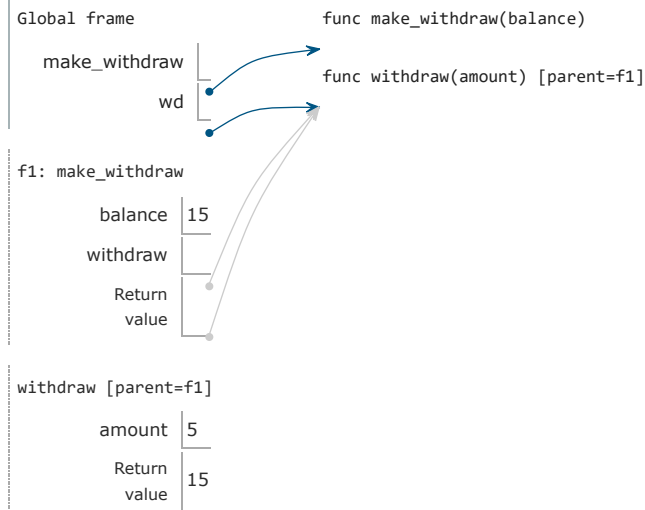 Global frame
func make_withdraw(balance)
make_withdraw
func withdraw(amount) [parent=f1]
wd
f1: make_withdraw
balance 15
withdraw
Return
value
withdraw [parent=f1]
amount 5
Return
value 15